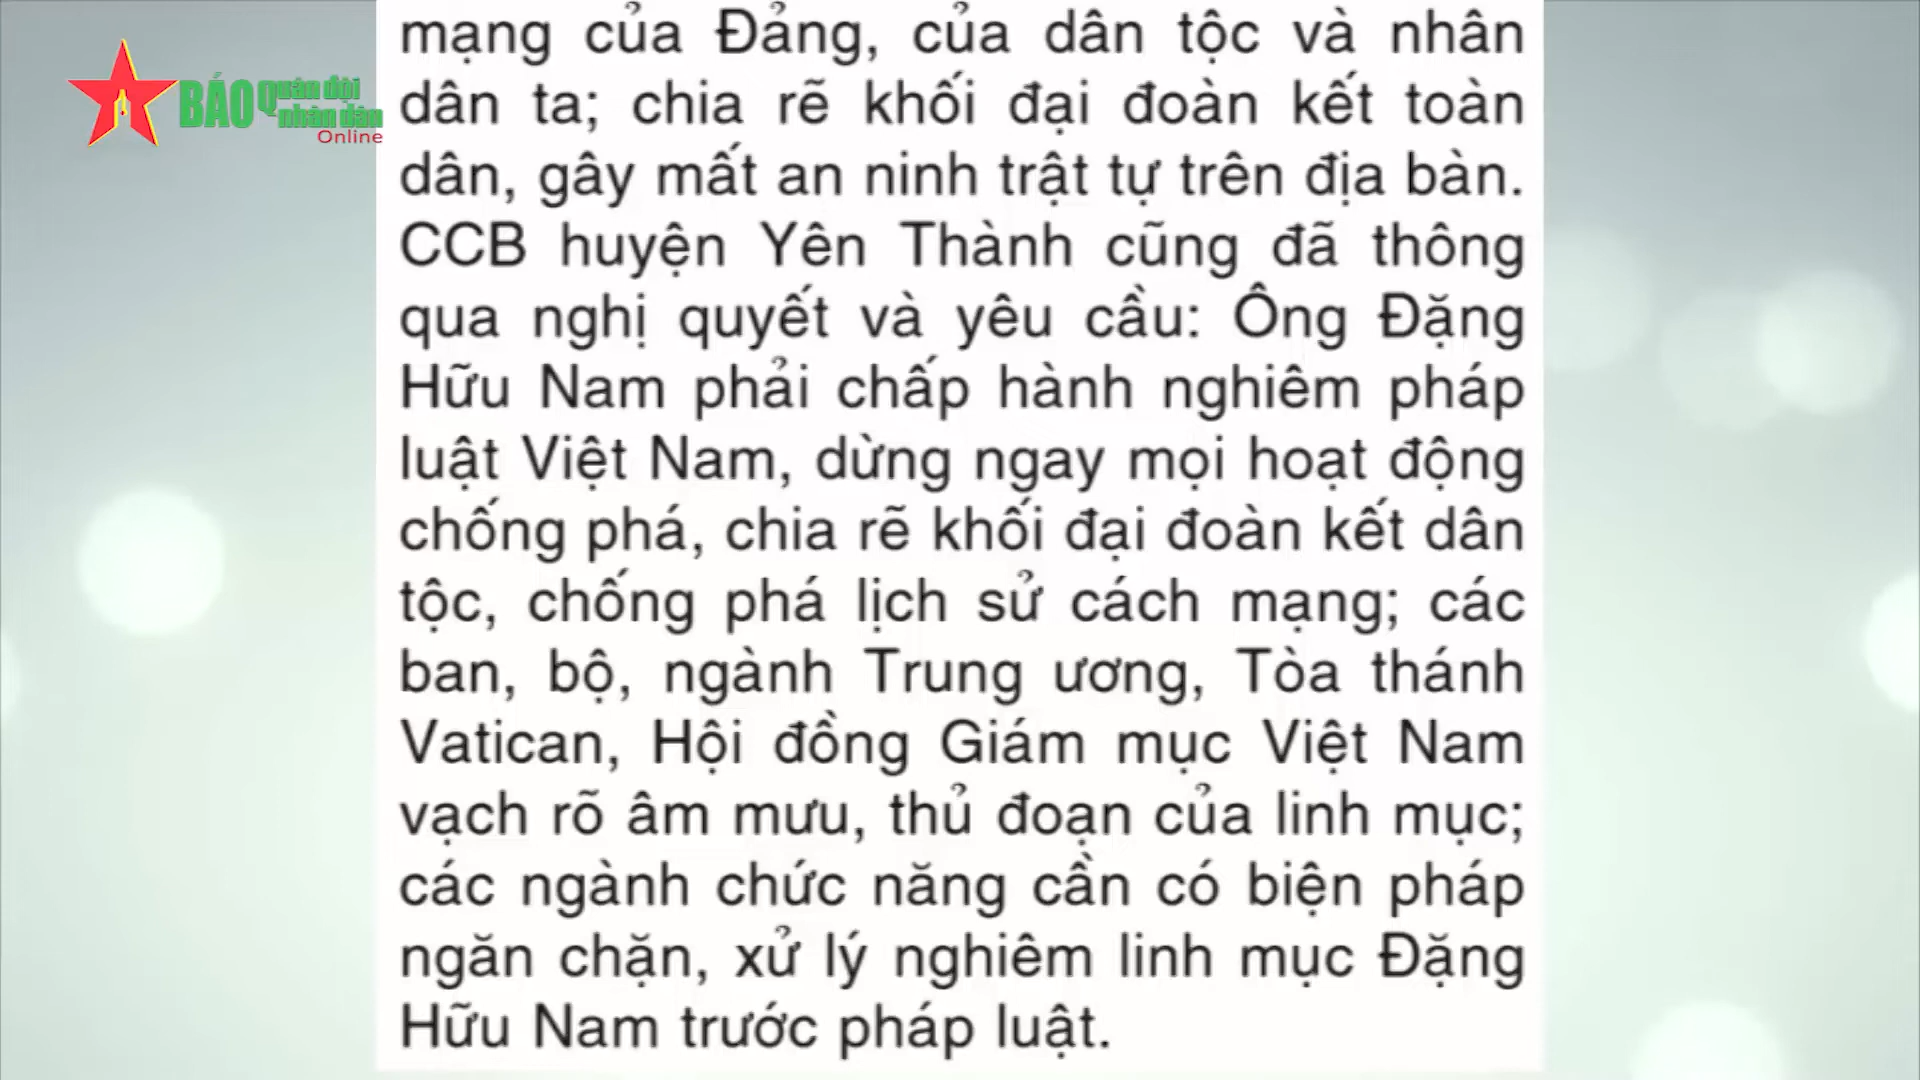 BÁO Quân đội
nhân dân
Online
mạng của Đảng, của dân tộc và nhân
dân ta; chia rẽ khối đại đoàn kết toàn
dân, gây mất an ninh trật tự trên địa bàn.
CCB huyện Yên Thành cũng đã thông
qua nghị quyết và yêu cầu: Ông Đặng
Hữu Nam phải chấp hành nghiêm pháp
luật Việt Nam, dừng ngay mọi hoạt động
chống phá, chia rẽ khối đại đoàn kết dân
tộc, chống phá lịch sử cách mạng; các
ban, bộ, ngành Trung ương, Tòa thánh
Vatican, Hội đồng Giám mục Việt Nam
vạch rõ âm mưu, thủ đoạn của linh mục;
các ngành chức năng cần có biện pháp
ngăn chặn, xử lý nghiêm linh mục Đặng
Hữu Nam trước pháp luật.